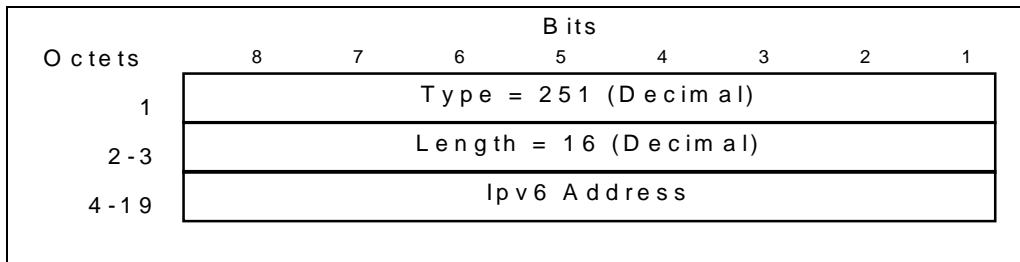 Bits
Octets 8 7 6 5 4 3 2 1
1 Type = 251 (Decimal)
2-3 Length = 16 (Decimal)
4-19 Ipv6 Address